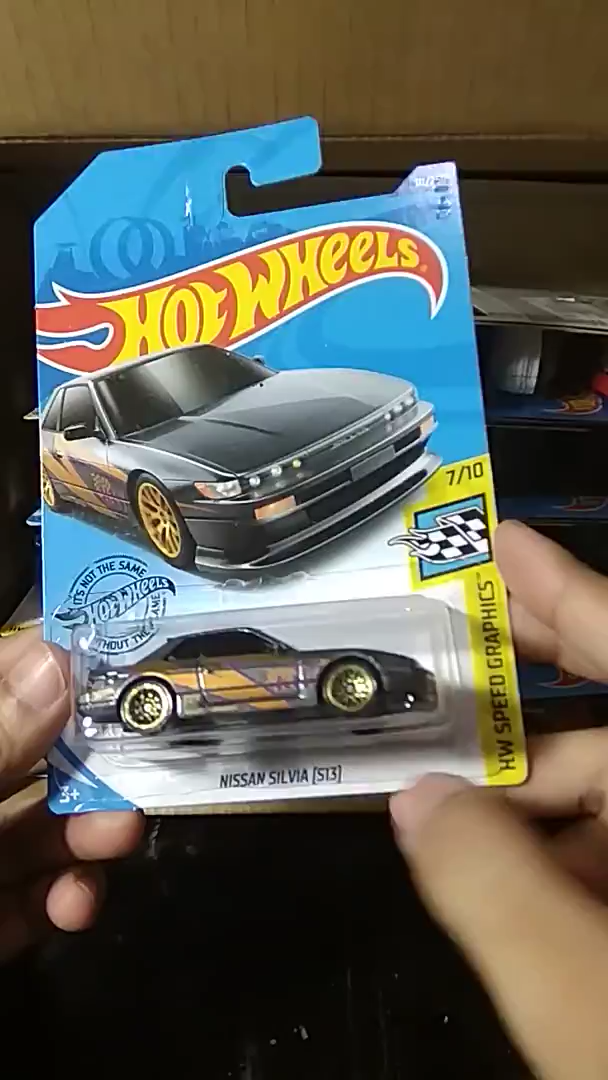 HOT WHEELS
7/10
IT'S NOT THE SAME
HOT WHEELS
WITHOUT THE
HW SPEED GRAPHICS
NISSAN SILVIA [S13]
3+